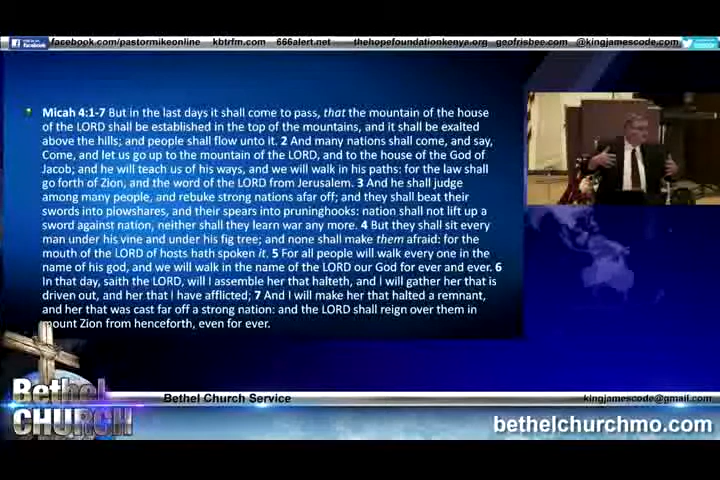 facebook.com/pastormikeonline kbtrfm.com 666alert.net thehopefoundationkenya.org geofrisbee.com @kingjamescode.com
Micah 4:1-7 But in the last days it shall come to pass, that the mountain of the house
of the LORD shall be established in the top of the mountains, and it shall be exalted
above the hills; and people shall flow unto it. 2 And many nations shall come, and say,
Come, and let us go up to the mountain of the LORD, and to the house of the God of
Jacob; and he will teach us of his ways, and we will walk in his paths: for the law shall
go forth of Zion, and the word of the LORD from Jerusalem. 3 And he shall judge
among many people, and rebuke strong nations afar off; and they shall beat their
swords into plowshares, and their spears into pruninghooks: nation shall not lift up a
sword against nation, neither shall they learn war any more. 4 But they shall sit every
man under his vine and under his fig tree; and none shall make them afraid: for the
mouth of the LORD of hosts hath spoken it. 5 For all people will walk every one in the
name of his god, and we will walk in the name of the LORD our God for ever and ever. 6
In that day, saith the LORD, will I assemble her that halteth, and I will gather her that is
driven out, and her that I have afflicted; 7 And I will make her that halted a remnant,
and her that was cast far off a strong nation: and the LORD shall reign over them in
mount Zion from henceforth, even for ever.
Bethel
CHURCH
Bethel Church Service
kingjamescode@gmail.com
bethelchurchmo.com